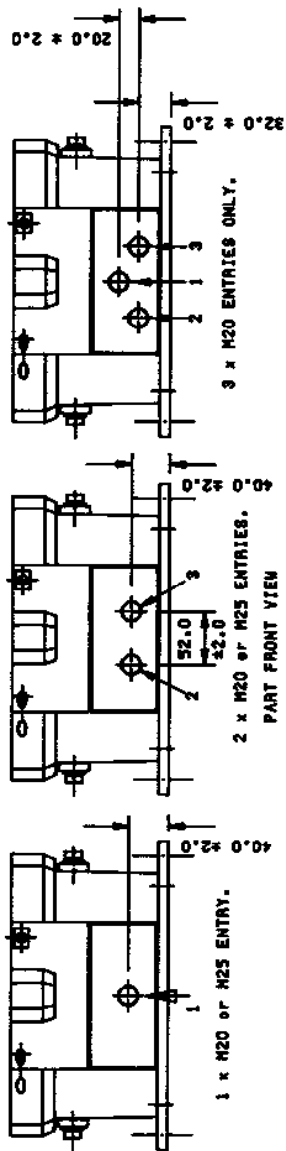 40.0 ±2.0
1
1 x M20 or M25 ENTRY.
40.0 ±2.0
2
3
52.0
±2.0
2 x M20 or M25 ENTRIES.
PART FRONT VIEW
20.0 ± 2.0
32.0 ± 2.0
2
1
3
3 x M20 ENTRIES ONLY.